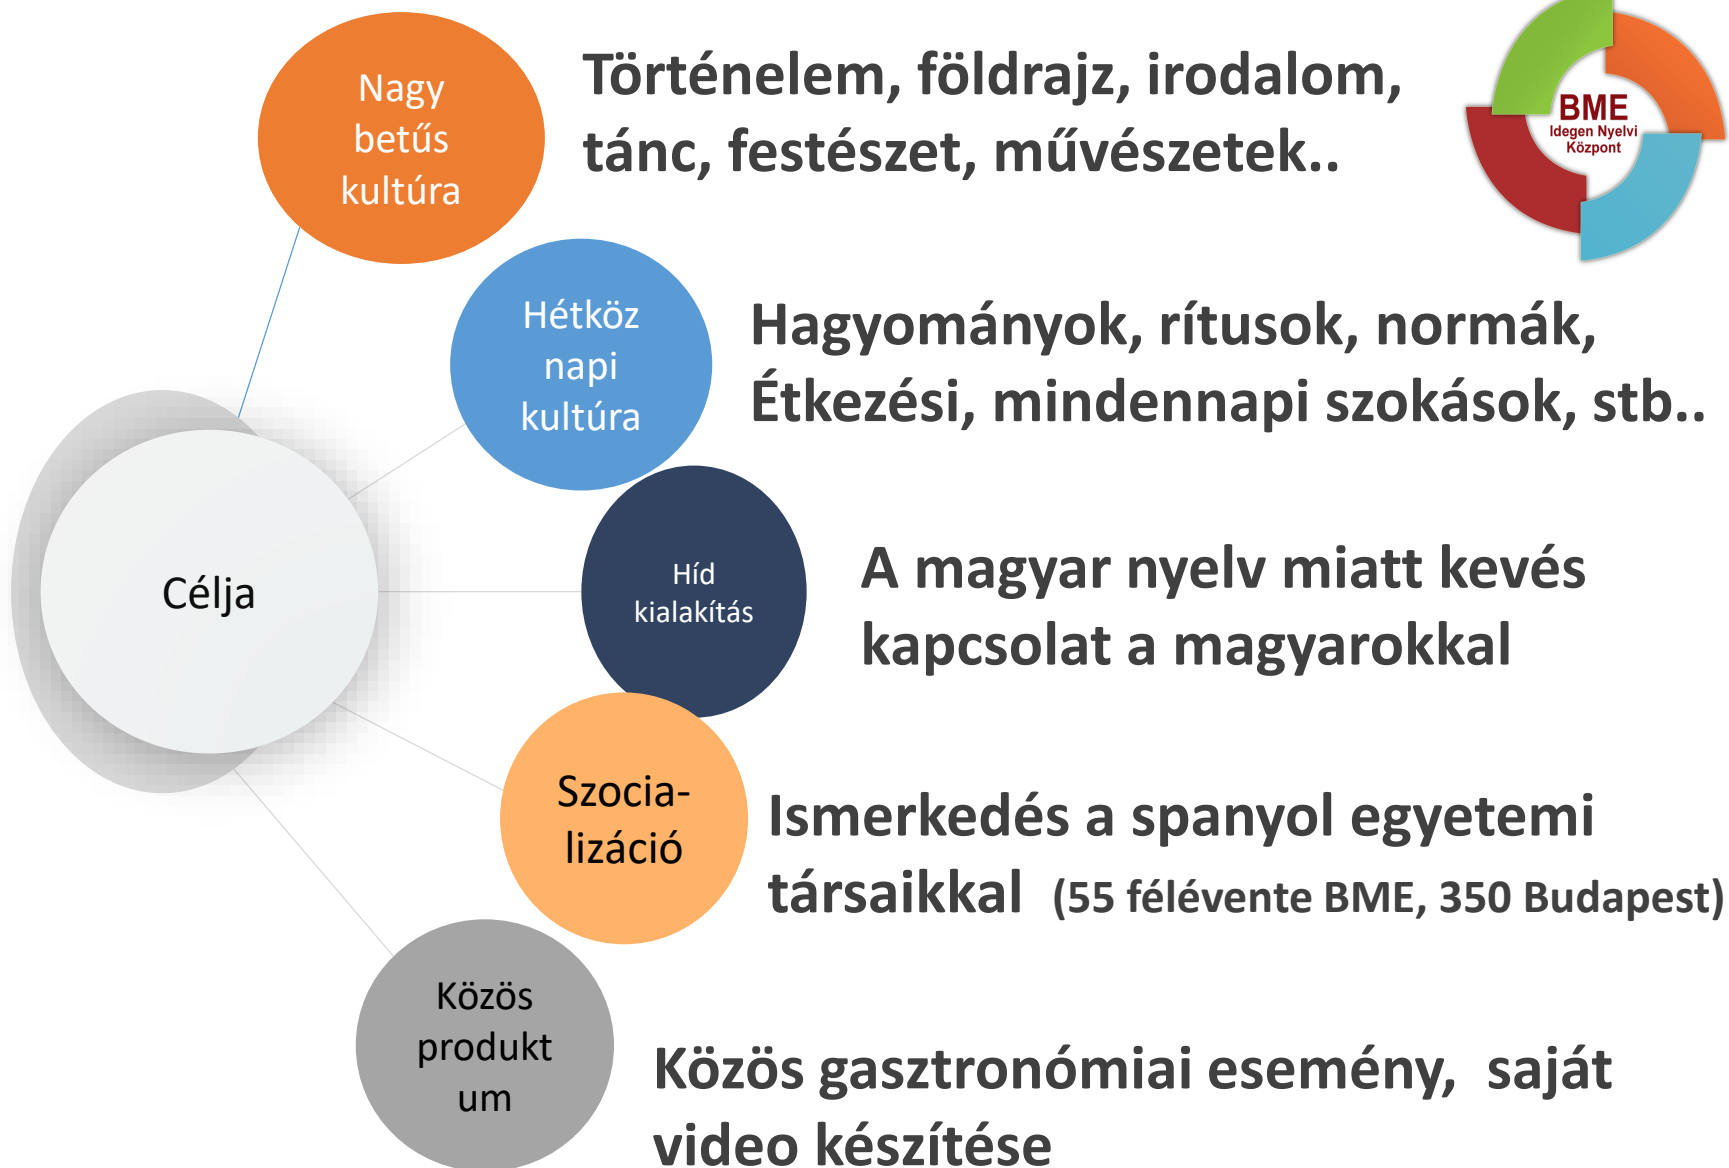 Nagy
betűs
kultúra
Történelem, földrajz, irodalom,
tánc, festészet, művészetek..
BME
Idegen Nyelvi
Központ
Hétköz
napi
kultúra
Hagyományok, rítusok, normák,
Étkezési, mindennapi szokások, stb..
Célja
Híd
kialakítás
A magyar nyelv miatt kevés
kapcsolat a magyarokkal
Szocia-
lizáció
Ismerkedés a spanyol egyetemi
társaikkal (55 félévente BME, 350 Budapest)
Közös
produkt
um
Közös gasztronómiai esemény, saját
video készítése